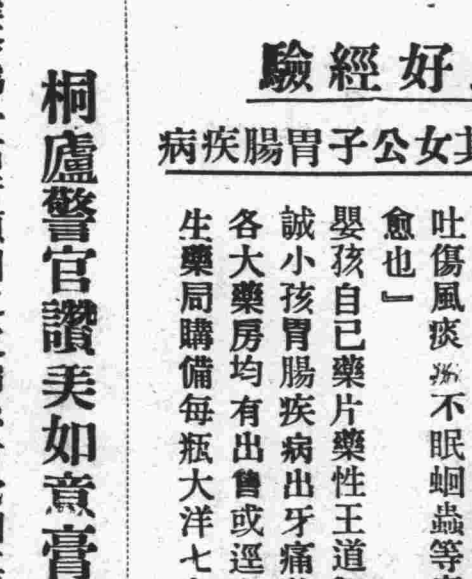 好經驗
女公子胃腸疾病
吐傷風痰 不眠蛔蟲等
愈也』
嬰孩自己藥片藥性王道
誠小孩胃腸疾病出牙痛
各大藥房均有出售或逕
生藥局購備每瓶大洋七
桐廬警官讚美如意膏